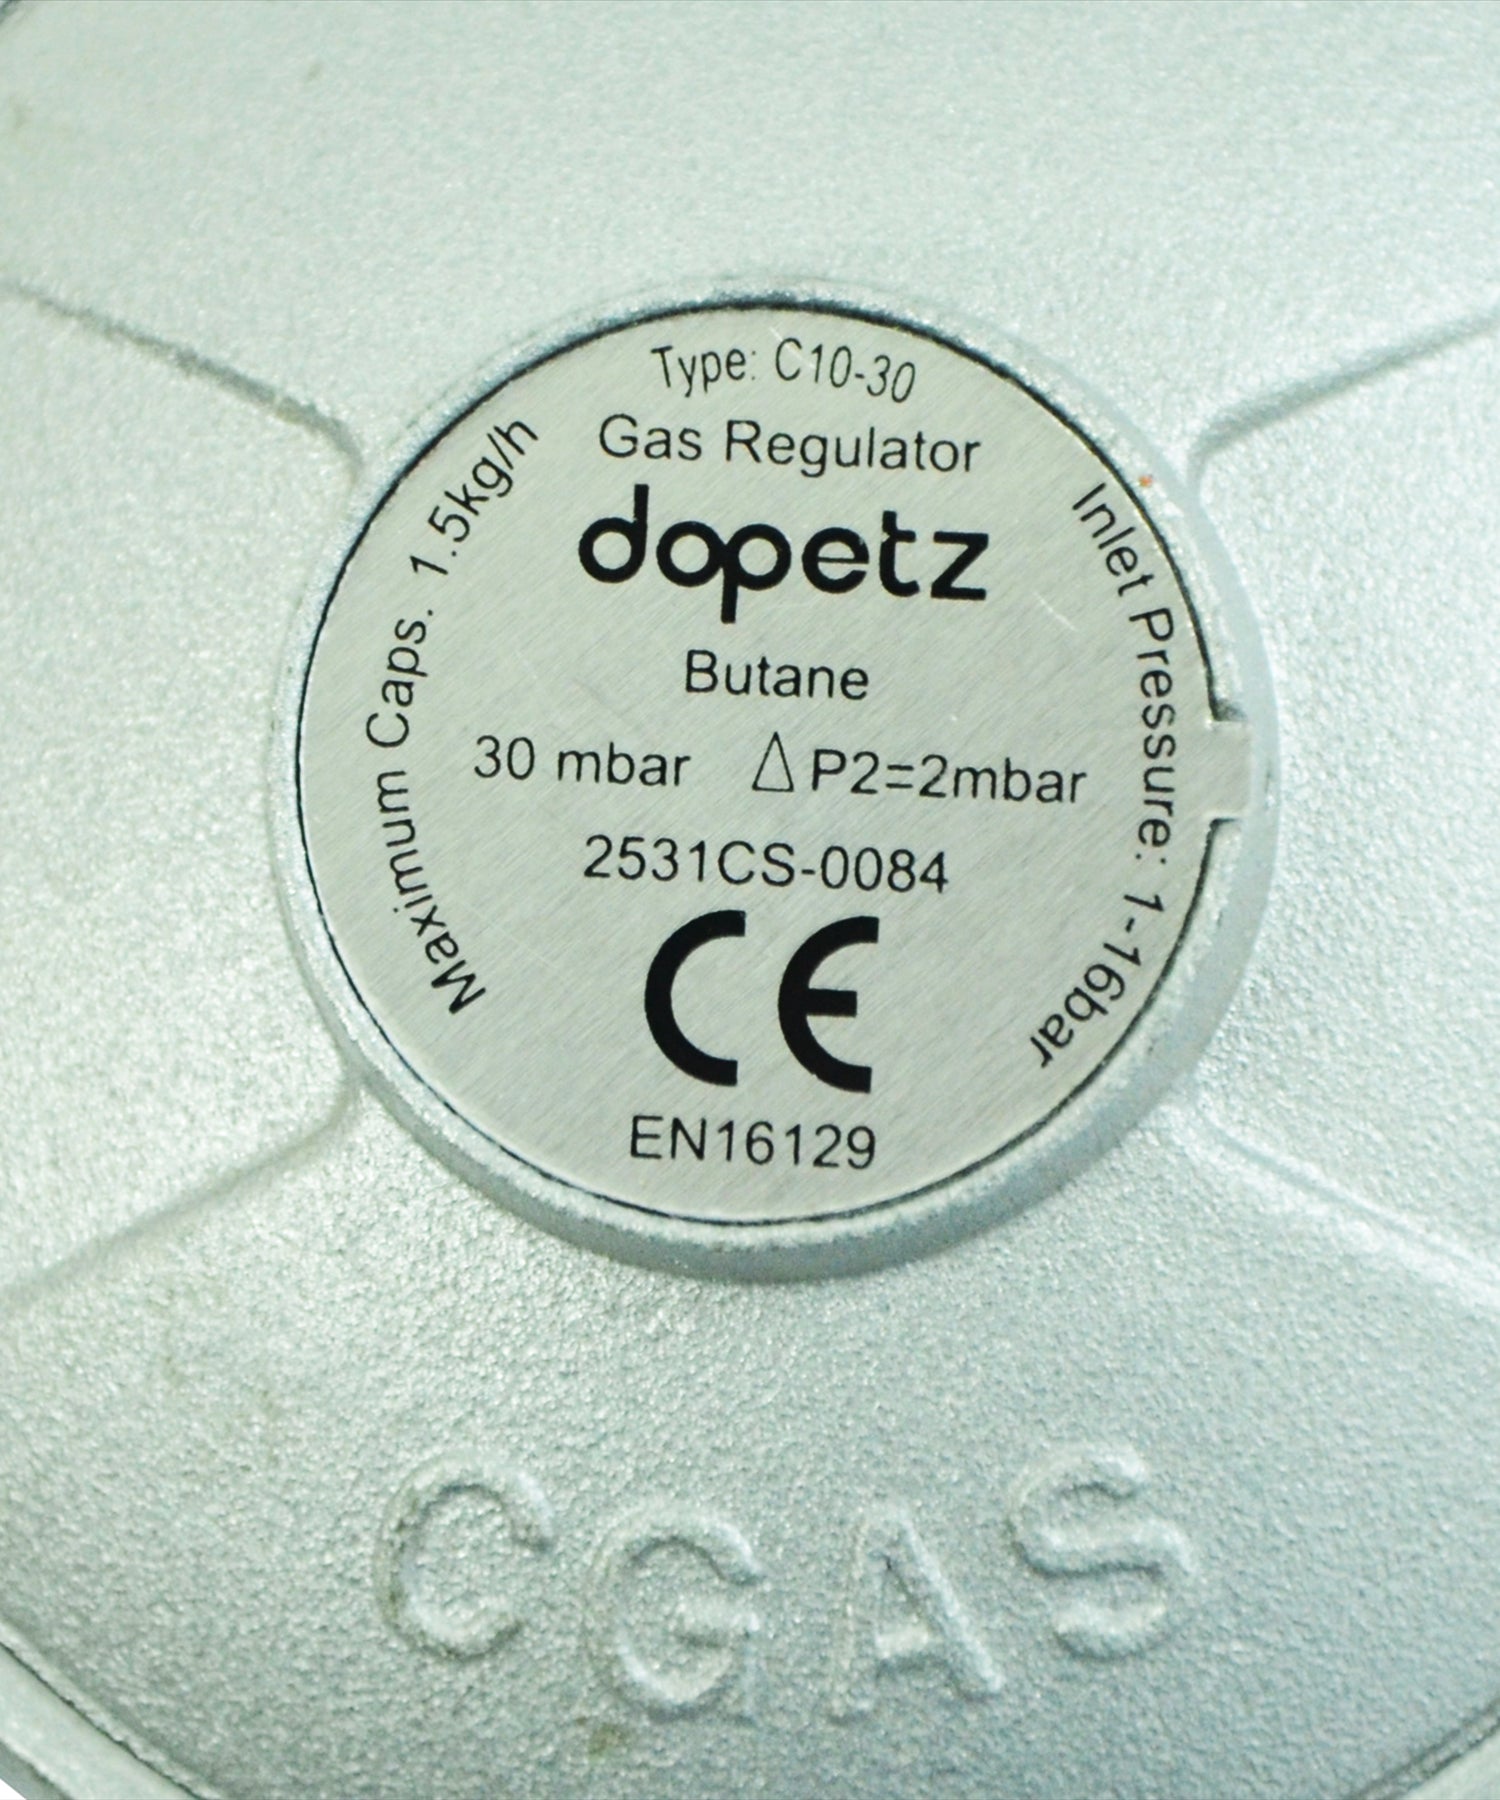 Type: C10-30
Gas Regulator
dopetz
Butane
30 mbar △ P2=2mbar
2531CS-0084
CE
EN16129
Maximum Caps. 1.5kg/h
Inlet Pressure: 1-16bar
CGAS